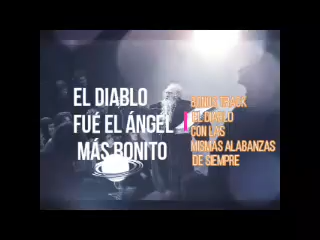 EL DIABLO
FUÉ EL ÁNGEL
MÁS BONITO
BONUS TRACK
EL DIABLO
CON LAS
MISMAS ALABANZAS
DE SIEMPRE